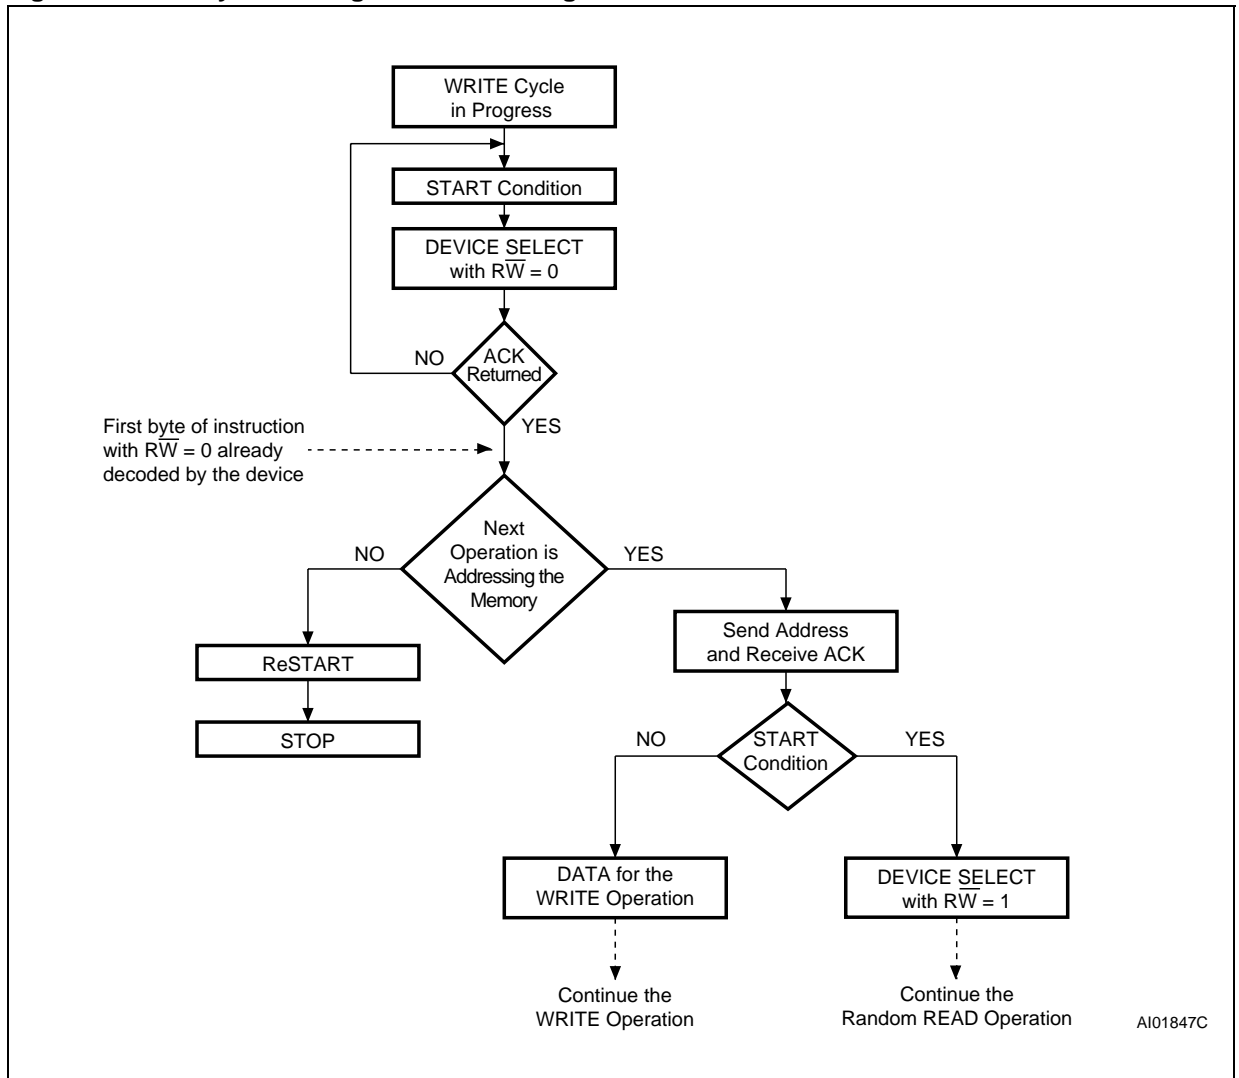 WRITE Cycle
in Progress
START Condition
DEVICE SELECT
with RW̅ = 0
NO
ACK
Returned
YES
First byte of instruction
with RW̅ = 0 already
decoded by the device
NO
Next
Operation is
Addressing the
Memory
YES
ReSTART
STOP
Send Address
and Receive ACK
NO
START
Condition
YES
DATA for the
WRITE Operation
DEVICE SELECT
with RW̅ = 1
Continue the
WRITE Operation
Continue the
Random READ Operation
AI01847C